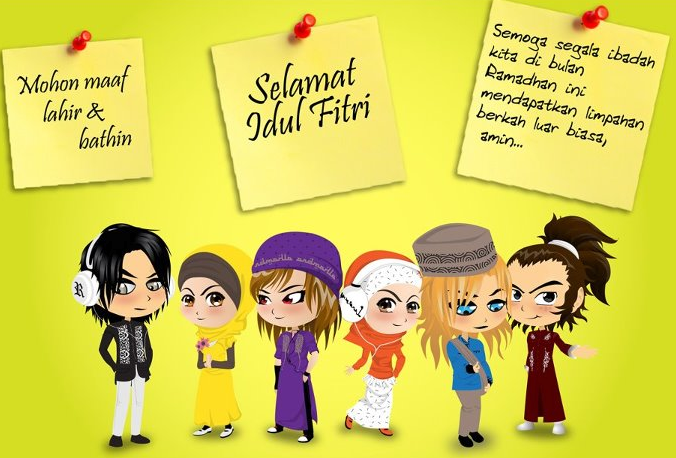 Mohon maaf
lahir &
bathin
Selamat
Idul Fitri
Semoga segala ibadah
kita di bulan
Ramadhan ini
mendapatkan limpahan
berkah luar biasa,
amin...
R